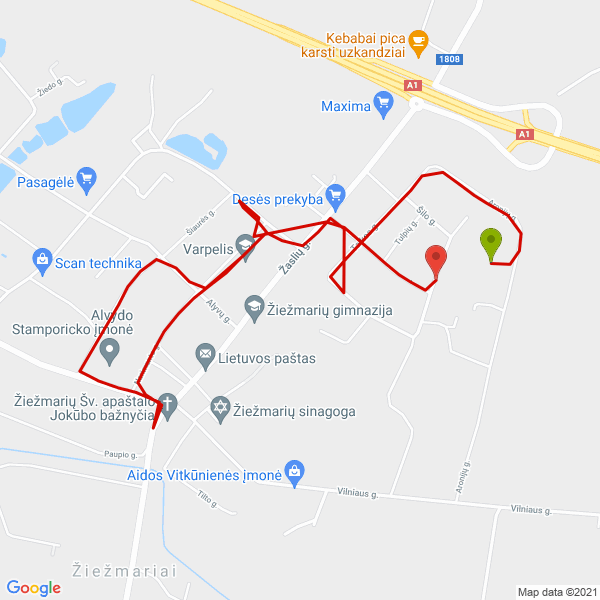 Kebabai pica
karsti uzkandziai
1808
A1
Žiedo g.
Maxima
A1
Pasagėlė
Desės prekyba
Aronijų g.
Šilo g.
Šiaurės g.
Tulpių g.
Varpelis
Žaslių g.
Scan technika
Alyvų g.
Žiežmarių gimnazija
Alvydo
Stamporicko įmonė
Lietuvos paštas
Žiežmarių Šv. apaštalo
Jokūbo bažnyčia
Žiežmarių sinagoga
Paupio g.
Aidos Vitkūnienės įmonė
Aronijų g.
Tilto g.
Vilniaus g.
Vilniaus g.
Žiežmariai
Google
Map data ©2021